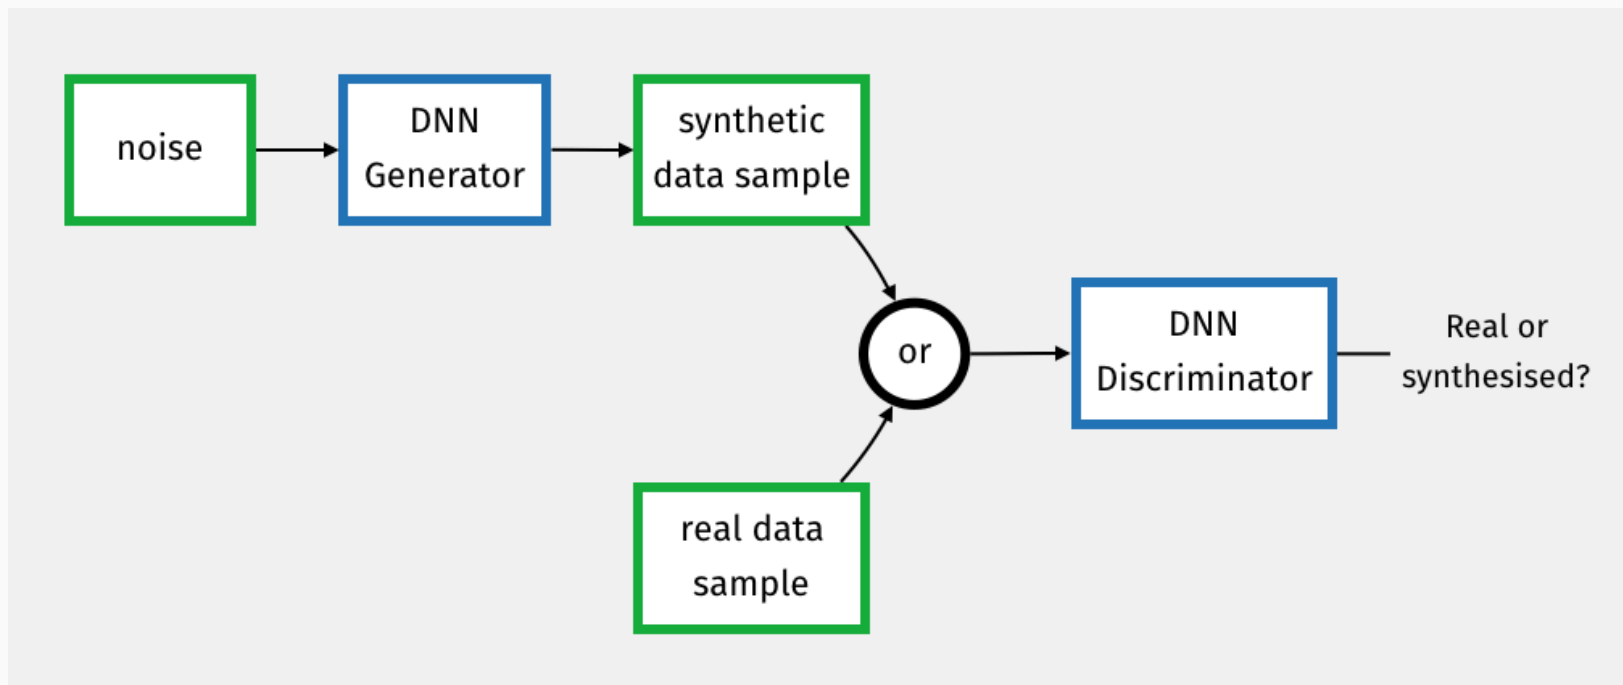 noise
DNN
Generator
synthetic
data sample
or
DNN
Discriminator
Real or
synthesised?
real data
sample